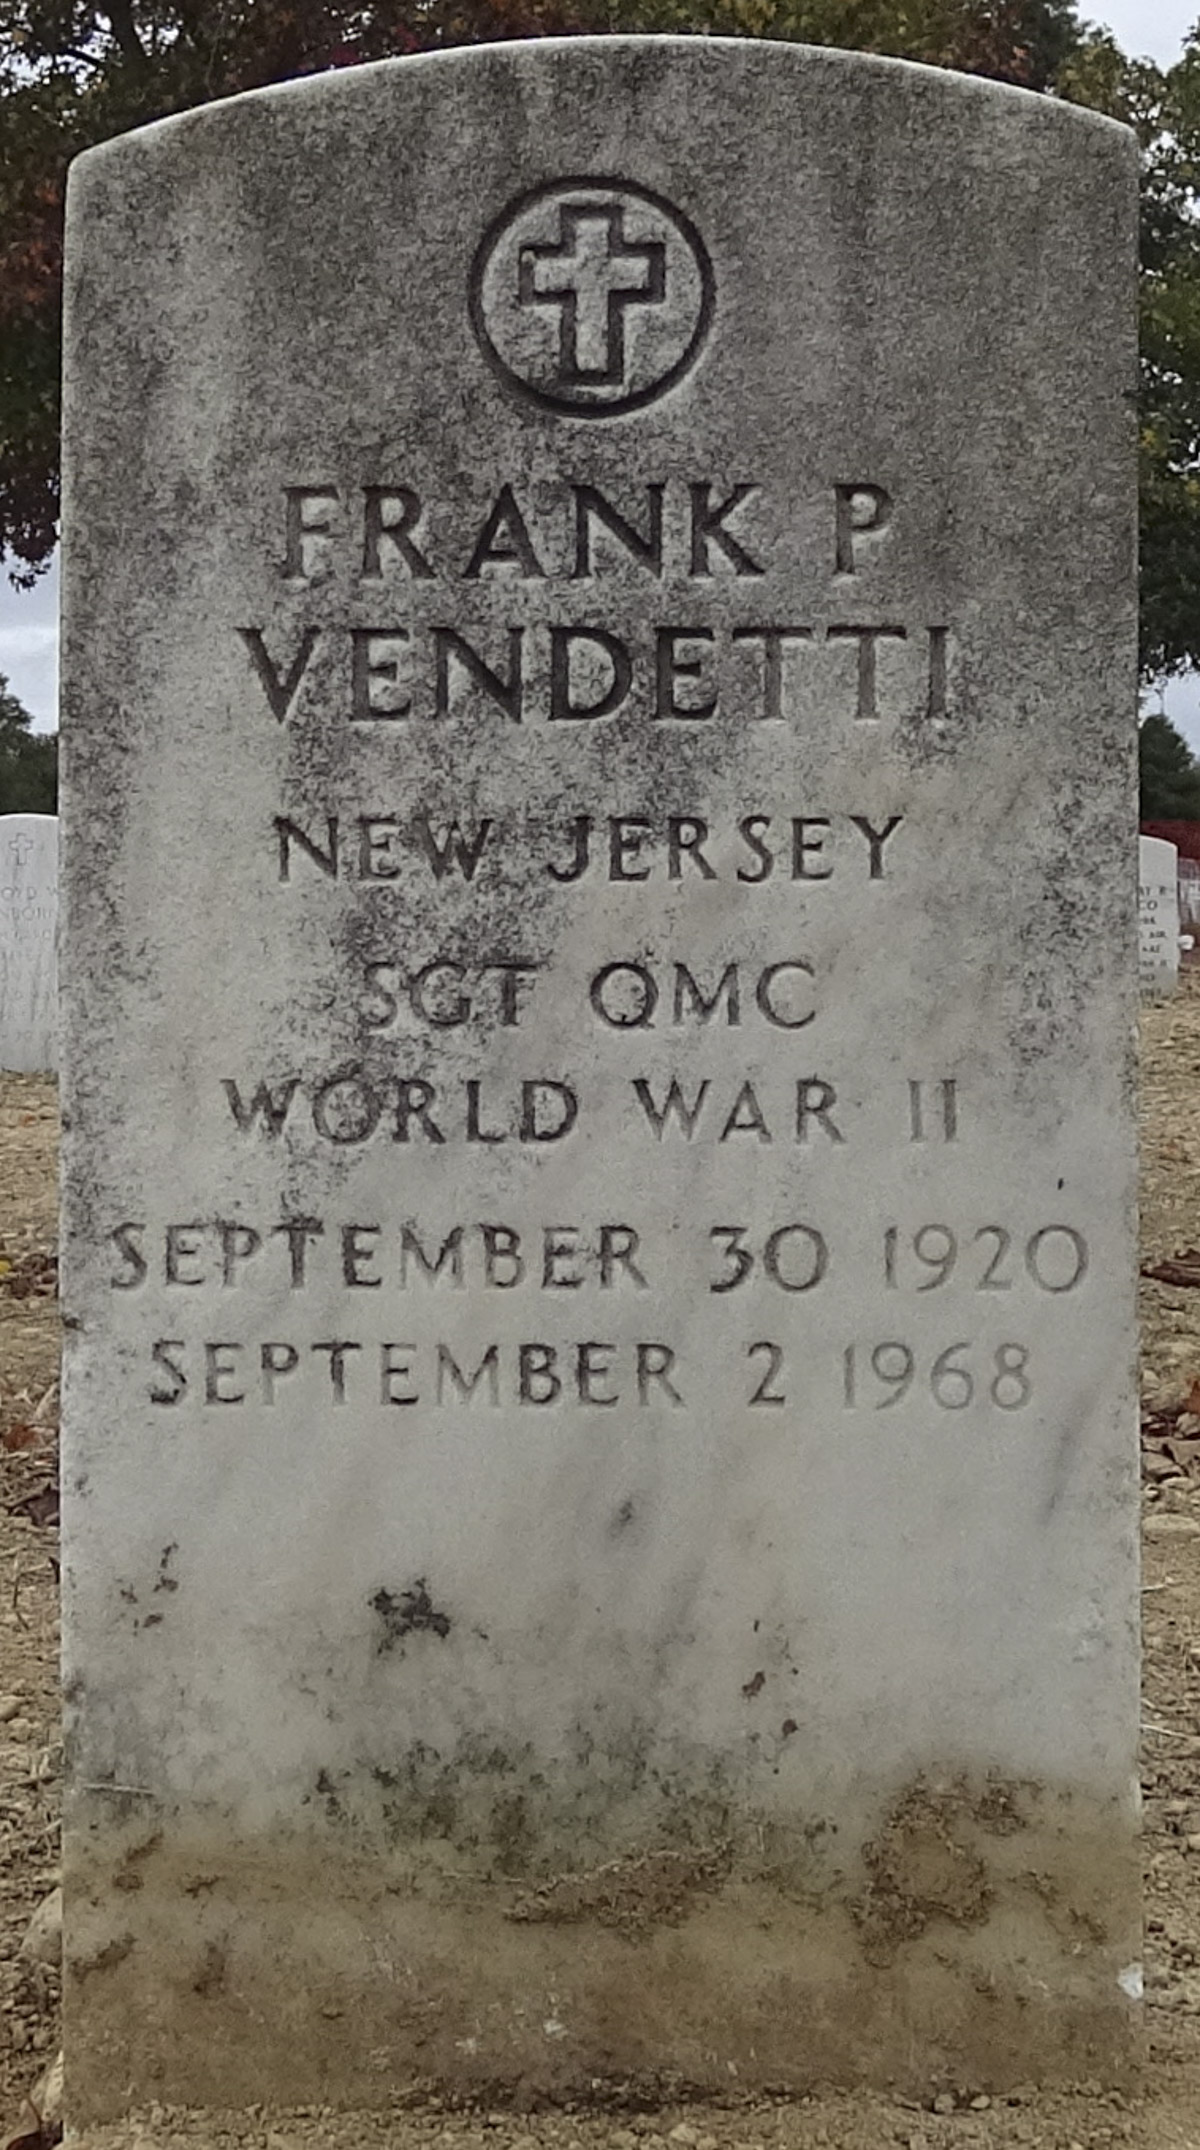 FRANK P
VENDETTI
NEW JERSEY
SGT QMC
WORLD WAR II
SEPTEMBER 30 1920
SEPTEMBER 2 1968